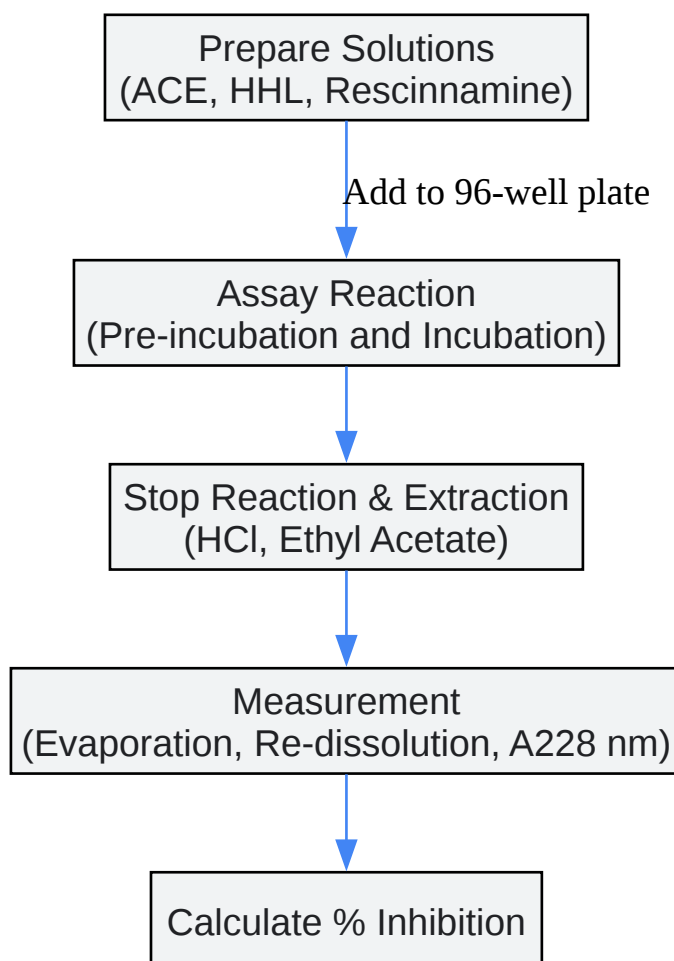 Prepare Solutions
(ACE, HHL, Rescinnamine)
Add to 96-well plate
Assay Reaction
(Pre-incubation and Incubation)
Stop Reaction & Extraction
(HCl, Ethyl Acetate)
Measurement
(Evaporation, Re-dissolution, A228 nm)
Calculate % Inhibition